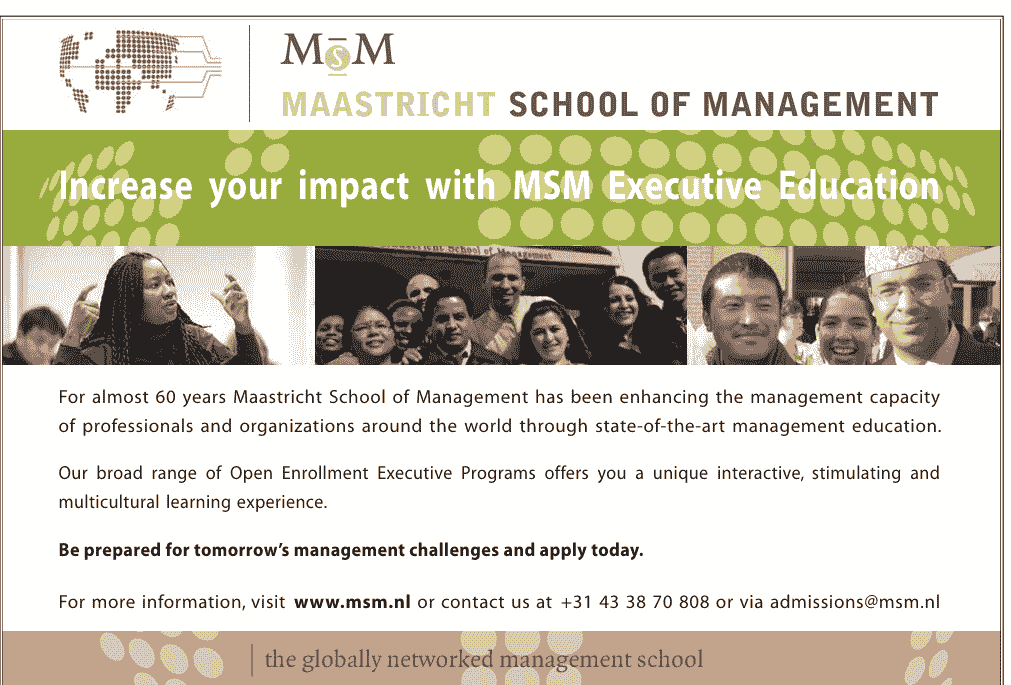 MSM
MAASTRICHT SCHOOL OF MANAGEMENT
Increase your impact with MSM Executive Education
School of Management
For almost 60 years Maastricht School of Management has been enhancing the management capacity
of professionals and organizations around the world through state-of-the-art management education.
Our broad range of Open Enrollment Executive Programs offers you a unique interactive, stimulating and
multicultural learning experience.
Be prepared for tomorrow's management challenges and apply today.
For more information, visit www.msm.nl or contact us at +31 43 38 70 808 or via admissions@msm.nl
the globally networked management school